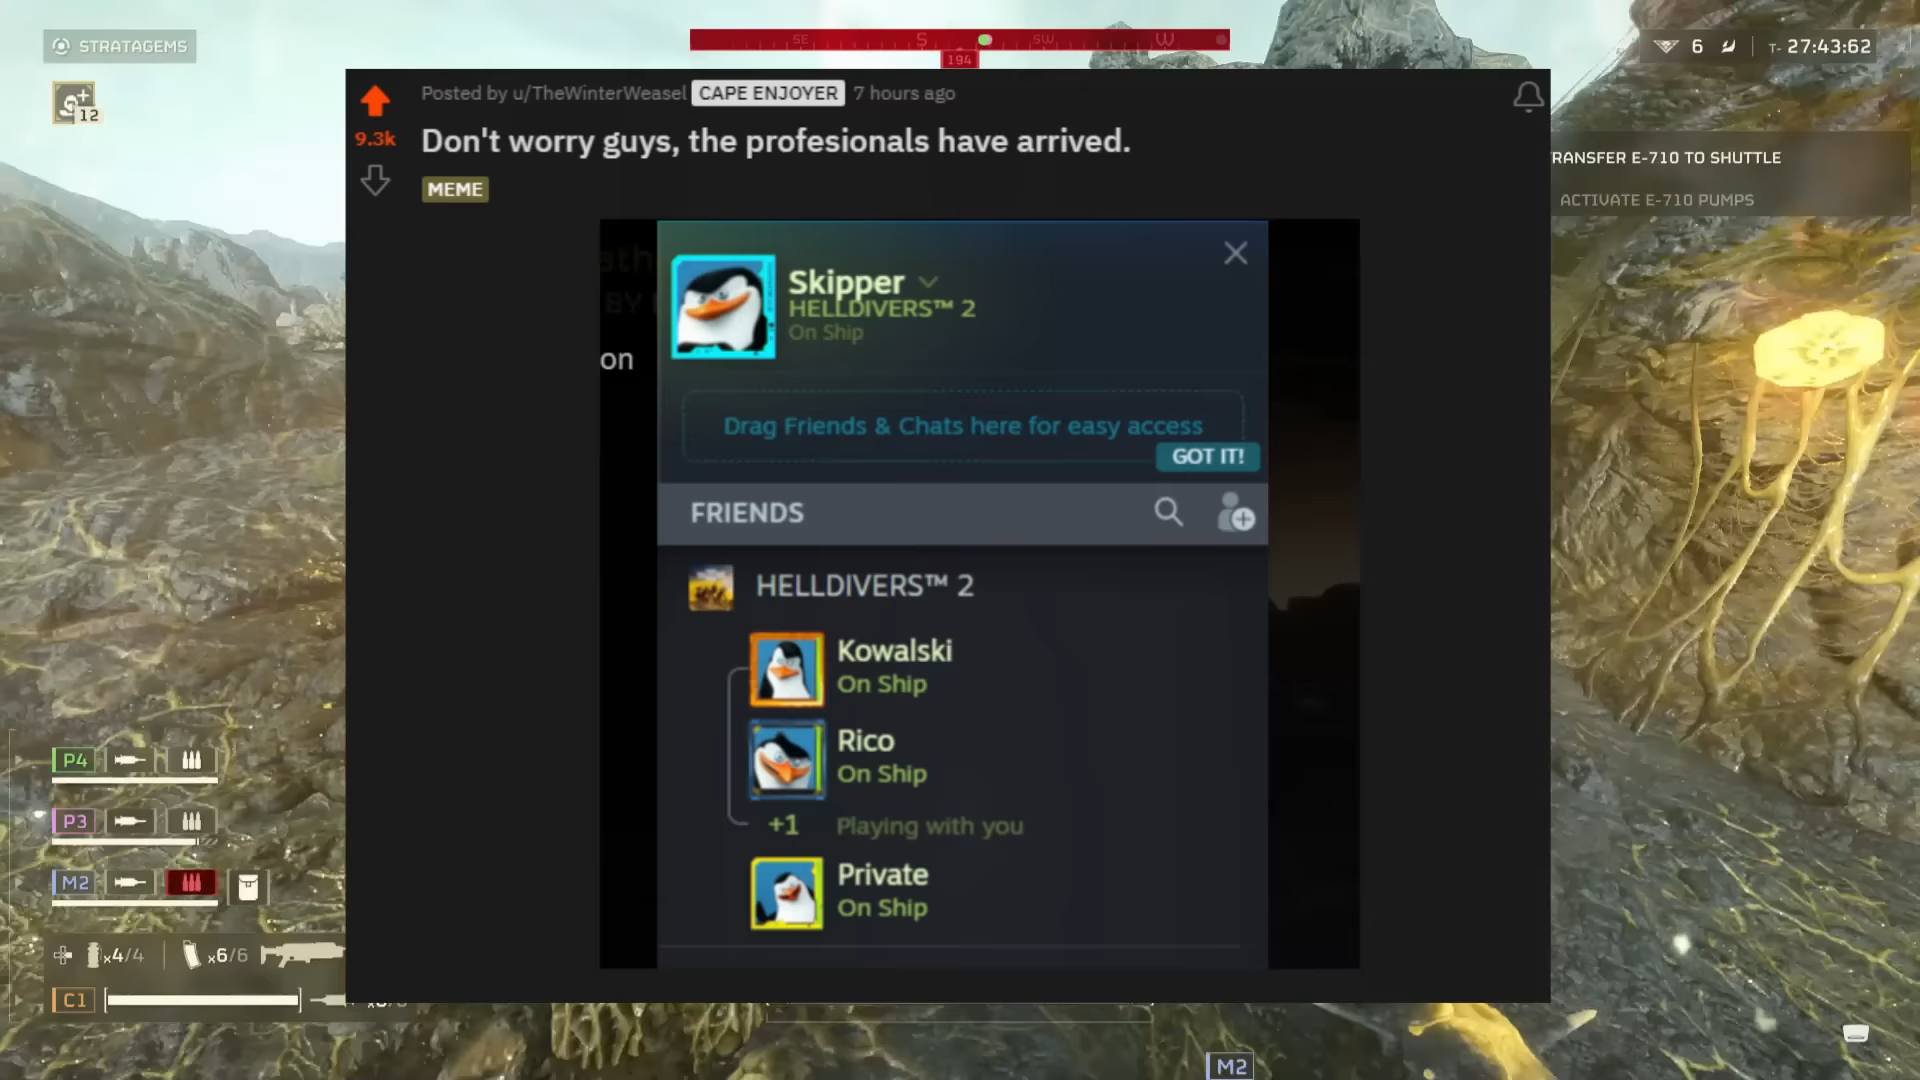 STRATAGEMS
12
SE S SW W
194
6 T- 27:43:62
Posted by u/TheWinterWeasel CAPE ENJOYER 7 hours ago
9.3k
Don't worry guys, the profesionals have arrived.
MEME
RANSFER E-710 TO SHUTTLE
ACTIVATE E-710 PUMPS
Skipper
HELLDIVERS™ 2
On Ship
BY
on
Drag Friends & Chats here for easy access
GOT IT!
FRIENDS
HELLDIVERS™ 2
Kowalski
On Ship
Rico
On Ship
+1 Playing with you
Private
On Ship
P4
P3
M2
x4/4 x6/6
C1
M2